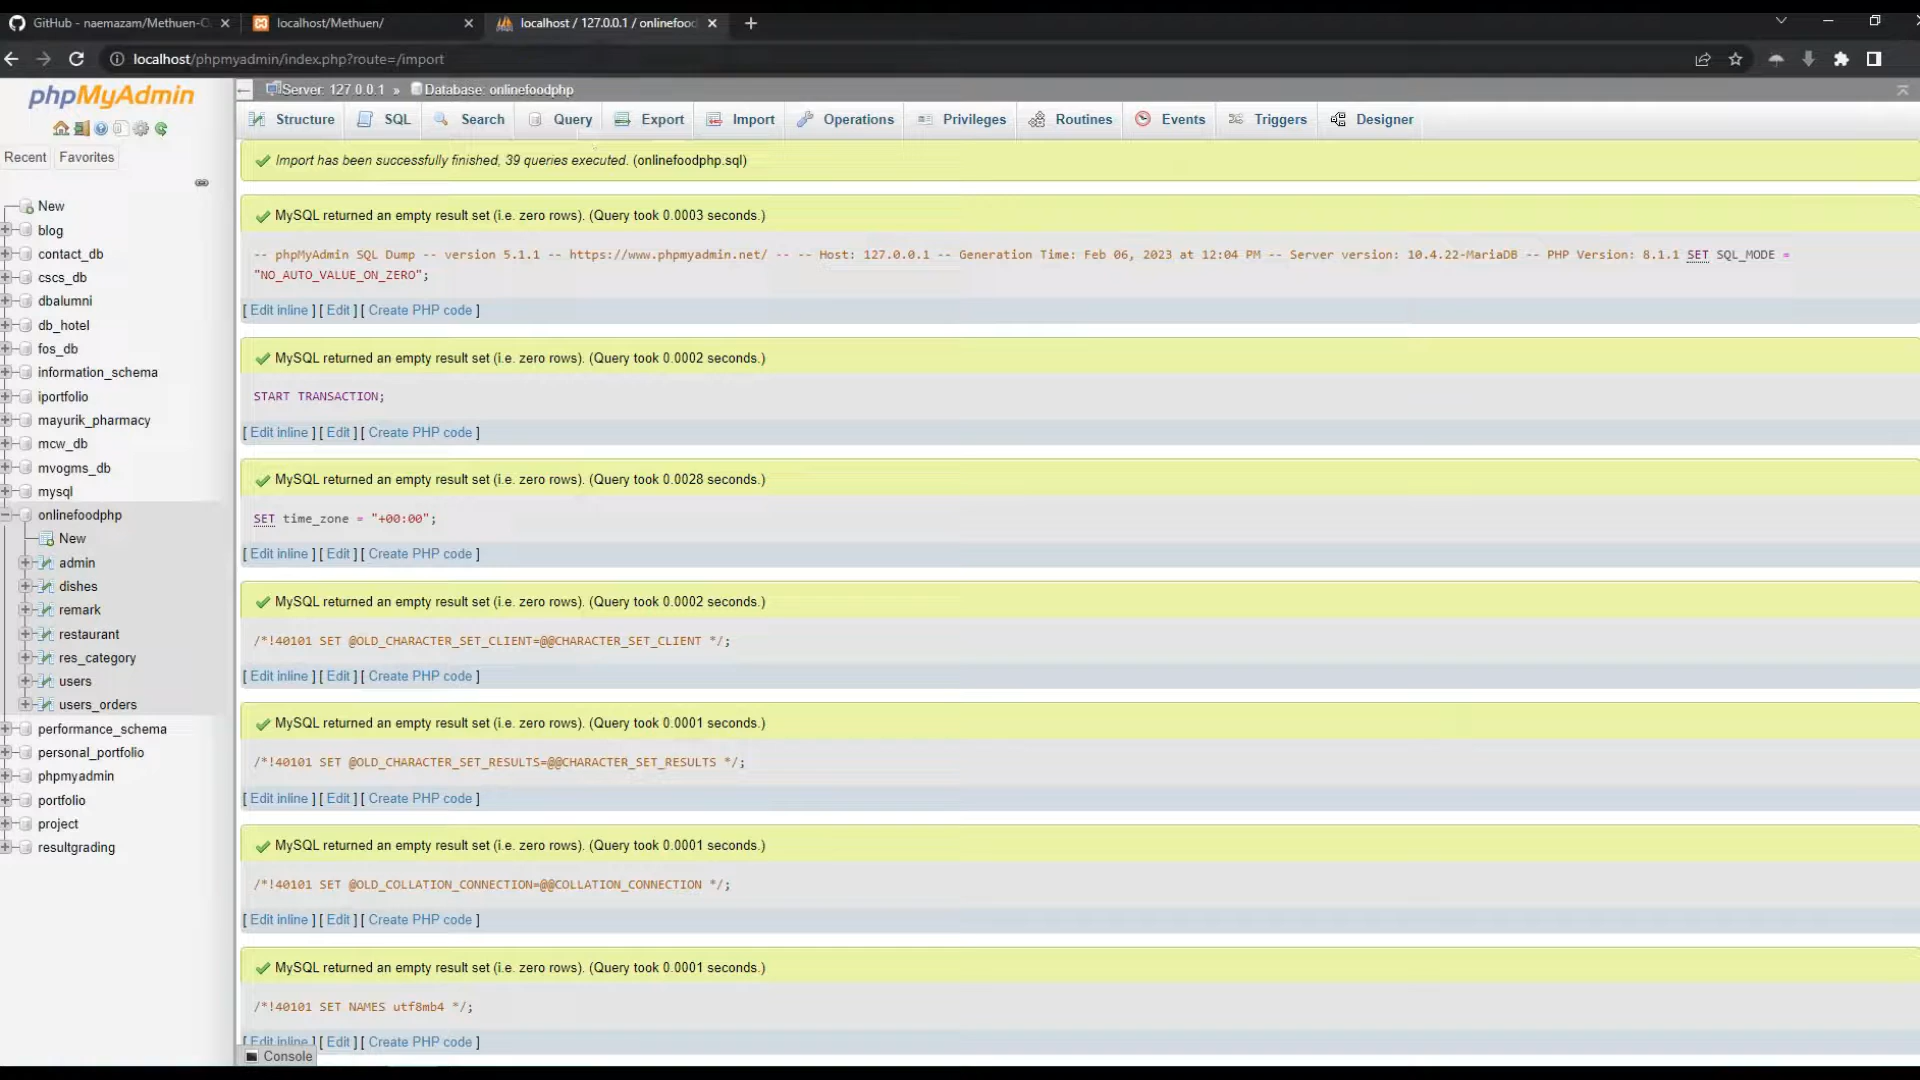 GitHub - naemazam/Methuen-O
localhost/Methuen/
localhost / 127.0.0.1 / onlinefood
localhost/phpmyadmin/index.php?route=/import
phpMyAdmin
Recent Favorites
New
blog
contact_db
cscs_db
dbalumni
db_hotel
fos_db
information_schema
iportfolio
mayurik_pharmacy
mcw_db
mvogms_db
mysql
onlinefoodphp
New
admin
dishes
remark
restaurant
res_category
users
users_orders
performance_schema
personal_portfolio
phpmyadmin
portfolio
project
resultgrading
Server: 127.0.0.1 » Database: onlinefoodphp
Structure SQL Search Query Export Import Operations Privileges Routines Events Triggers Designer
Import has been successfully finished, 39 queries executed. (onlinefoodphp.sql)
MySQL returned an empty result set (i.e. zero rows). (Query took 0.0003 seconds.)
-- phpMyAdmin SQL Dump -- version 5.1.1 -- https://www.phpmyadmin.net/ -- -- Host: 127.0.0.1 -- Generation Time: Feb 06, 2023 at 12:04 PM -- Server version: 10.4.22-MariaDB -- PHP Version: 8.1.1 SET SQL_MODE =
"NO_AUTO_VALUE_ON_ZERO";
[ Edit inline ] [ Edit ] [ Create PHP code ]
MySQL returned an empty result set (i.e. zero rows). (Query took 0.0002 seconds.)
START TRANSACTION;
[ Edit inline ] [ Edit ] [ Create PHP code ]
MySQL returned an empty result set (i.e. zero rows). (Query took 0.0028 seconds.)
SET time_zone = "+00:00";
[ Edit inline ] [ Edit ] [ Create PHP code ]
MySQL returned an empty result set (i.e. zero rows). (Query took 0.0002 seconds.)
/*!40101 SET @OLD_CHARACTER_SET_CLIENT=@@CHARACTER_SET_CLIENT */;
[ Edit inline ] [ Edit ] [ Create PHP code ]
MySQL returned an empty result set (i.e. zero rows). (Query took 0.0001 seconds.)
/*!40101 SET @OLD_CHARACTER_SET_RESULTS=@@CHARACTER_SET_RESULTS */;
[ Edit inline ] [ Edit ] [ Create PHP code ]
MySQL returned an empty result set (i.e. zero rows). (Query took 0.0001 seconds.)
/*!40101 SET @OLD_COLLATION_CONNECTION=@@COLLATION_CONNECTION */;
[ Edit inline ] [ Edit ] [ Create PHP code ]
MySQL returned an empty result set (i.e. zero rows). (Query took 0.0001 seconds.)
/*!40101 SET NAMES utf8mb4 */;
[ Edit inline ] [ Edit ] [ Create PHP code ]
Console